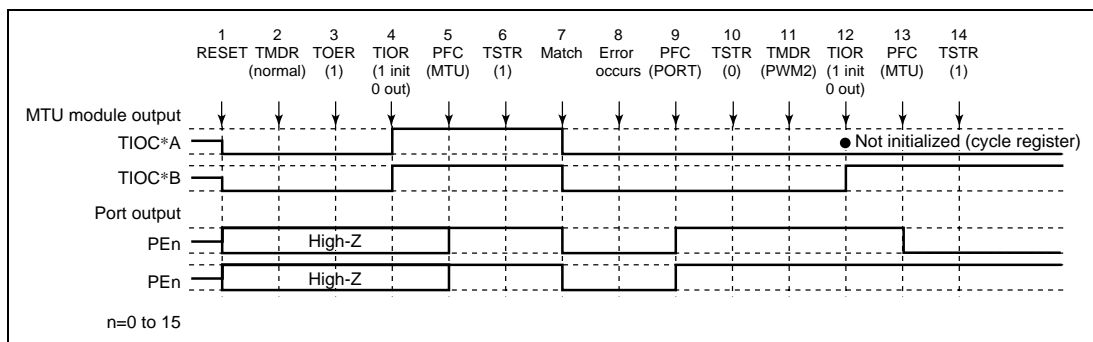 1 2 3 4 5 6 7 8 9 10 11 12 13 14
RESET TMDR TOER TIOR PFC TSTR Match Error PFC TSTR TMDR TIOR PFC TSTR
(normal) (1) (1 init (MTU) (1) occurs (PORT) (0) (PWM2) (1 init (MTU) (1)
0 out) 0 out)
MTU module output
TIOC*A
● Not initialized (cycle register)
TIOC*B
Port output
PEn
High-Z
PEn
High-Z
n=0 to 15